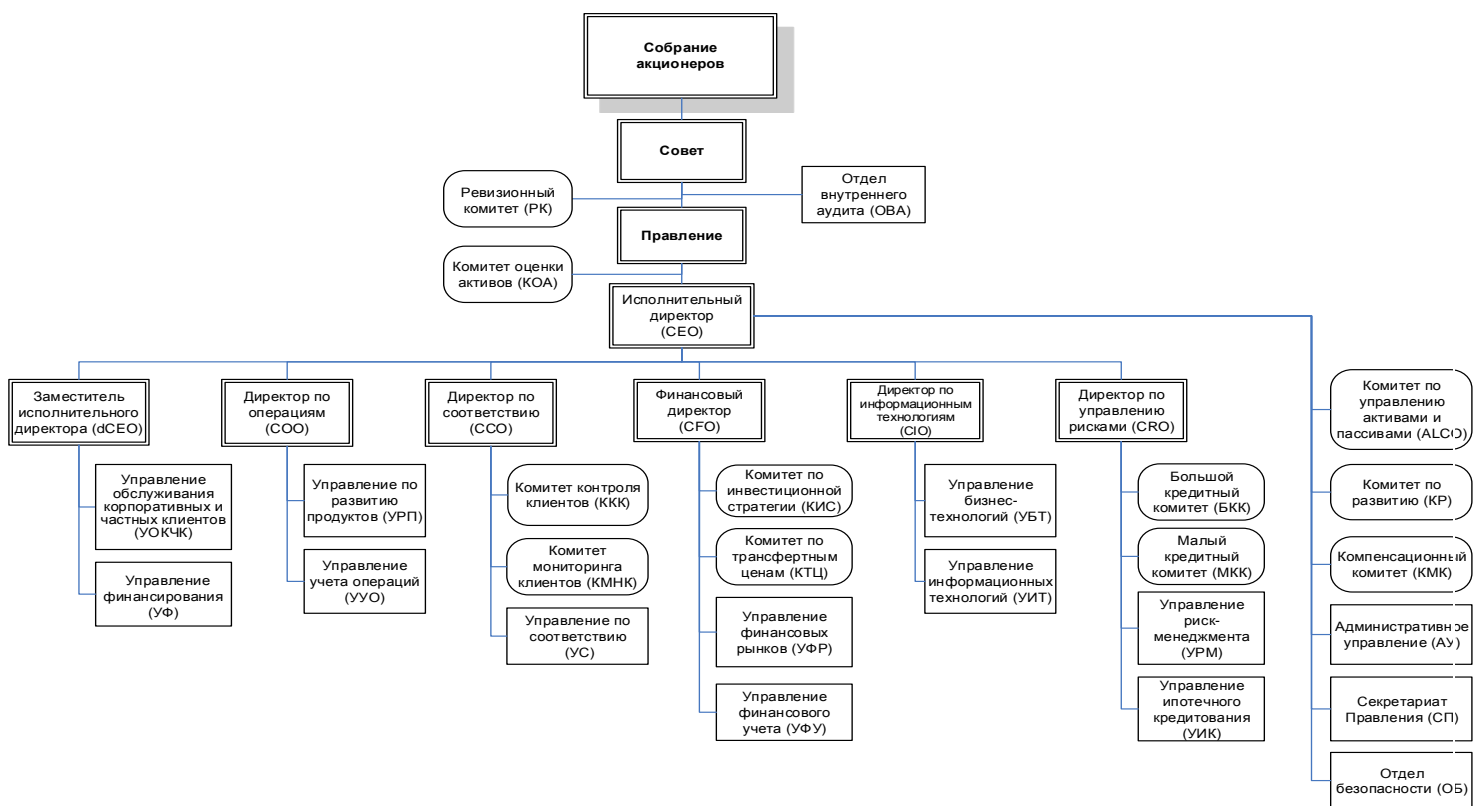 Собрание
акционеров
Совет
Ревизионный
комитет (РК)
Отдел
внутреннего
аудита (ОВА)
Правление
Комитет оценки
активов (КОА)
Исполнительный
директор
(CEO)
Заместитель
исполнительного
директора (dCEO)
Управление
обслуживания
корпоративных и
частных клиентов
(УОКЧК)
Управление
финансирования
(УФ)
Директор по
операциям
(COO)
Управление по
развитию
продуктов (УРП)
Управление
учета операций
(УУО)
Директор по
соответствию
(CCO)
Комитет контроля
клиентов (ККК)
Комитет
мониторинга
клиентов (КМНК)
Управление по
соответствию
(УС)
Финансовый
директор
(CFO)
Комитет по
инвестиционной
стратегии (КИС)
Комитет по
трансфертным
ценам (КТЦ)
Управление
финансовых
рынков (УФР)
Управление
финансового
учета (УФУ)
Директор по
информационным
технологиям
(CIO)
Управление
бизнес-
технологий (УБТ)
Управление
информационных
технологий (УИТ)
Директор по
управлению
рисками (CRO)
Большой
кредитный
комитет (БКК)
Малый
кредитный
комитет (МКК)
Управление
риск-
менеджмента
(УРМ)
Управление
ипотечного
кредитования
(УИК)
Комитет по
управлению
активами и
пассивами (ALCO)
Комитет по
развитию (КР)
Компенсационный
комитет (КМК)
Административное
управление (АУ)
Секретариат
Правления (СП)
Отдел
безопасности (ОБ)